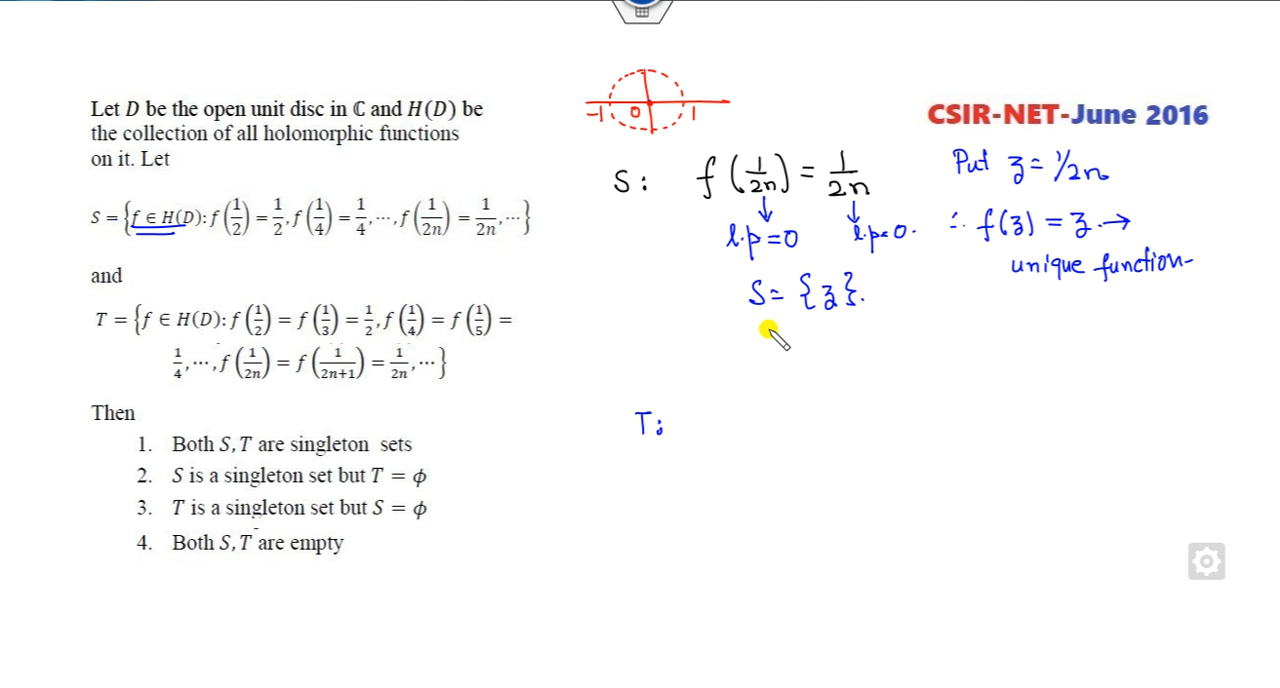 Let D be the open unit disc in ℂ and H(D) be
the collection of all holomorphic functions
on it. Let
S = {f ∈ H(D): f(1/2) = 1/2, f(1/4) = 1/4, ⋯, f(1/2n) = 1/2n, ⋯}
and
T = {f ∈ H(D): f(1/2) = f(1/3) = 1/2, f(1/4) = f(1/5) =
1/4, ⋯, f(1/2n) = f(1/2n+1) = 1/2n, ⋯}
Then
1. Both S, T are singleton sets
2. S is a singleton set but T = ϕ
3. T is a singleton set but S = ϕ
4. Both S, T are empty
-1 0 1
CSIR-NET-June 2016
S: f(1/2n) = 1/2n
l.p = 0 l.p = 0.
S = {z}.
Put z = 1/2n
∴ f(z) = z →
unique function-
T: